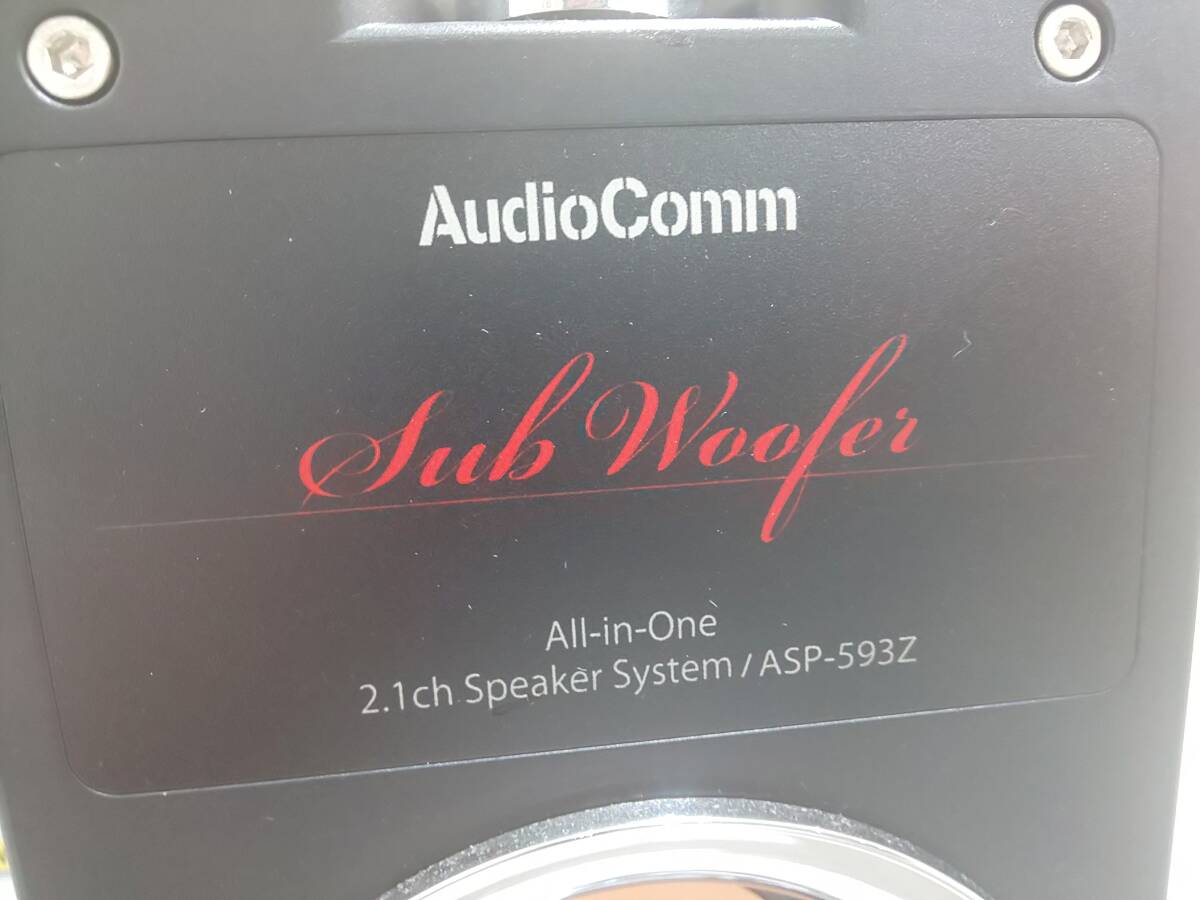 AudioComm
Sub Woofer
All-in-One
2.1ch Speaker System / ASP-593Z